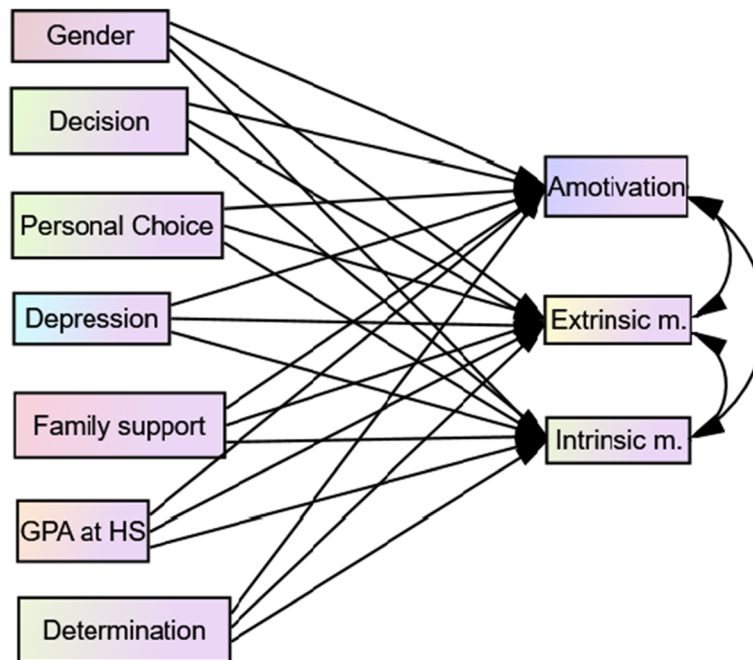 Gender
Decision
Personal Choice
Depression
Family support
GPA at HS
Determination
Amotivation
Extrinsic m.
Intrinsic m.